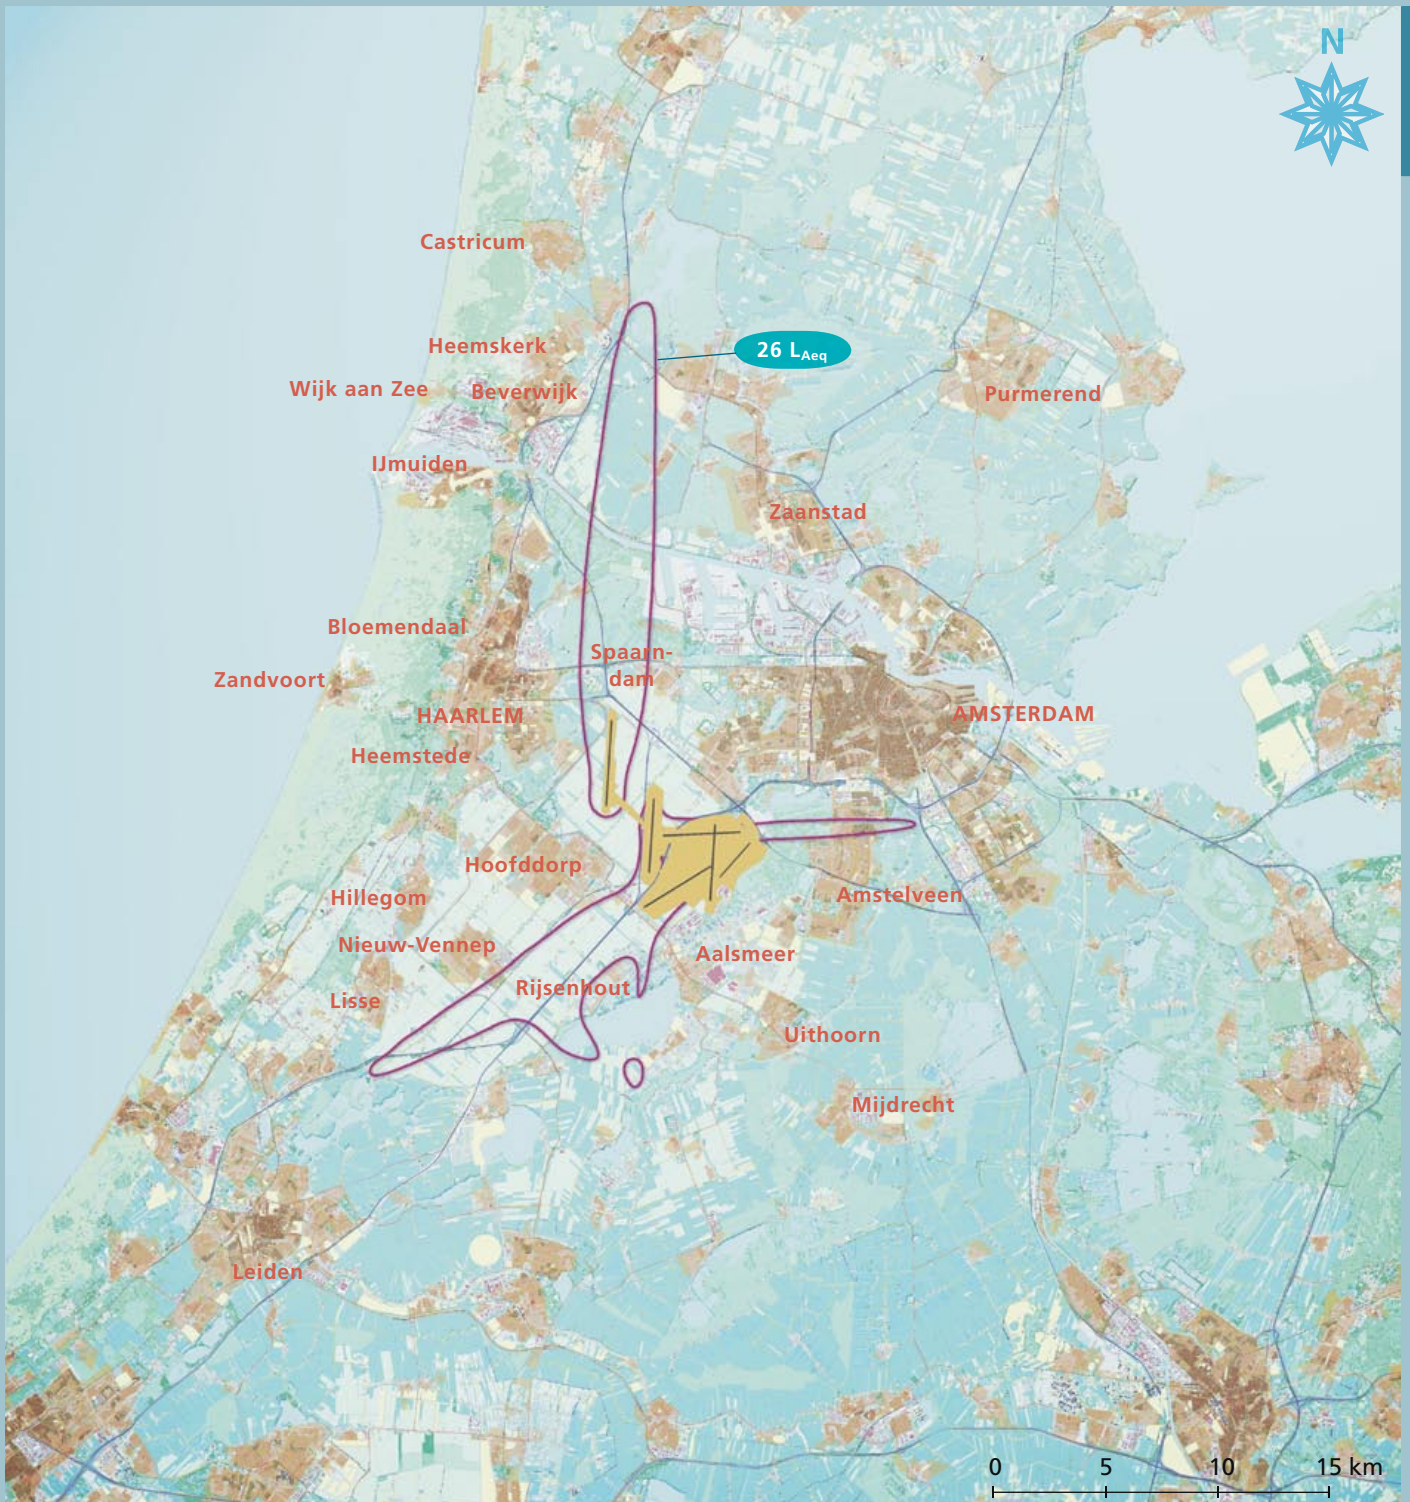 N
Castricum
Heemskerk
26 LAeq
Wijk aan Zee
Beverwijk
Purmerend
IJmuiden
Zaanstad
Bloemendaal
Spaarn-
dam
Zandvoort
HAARLEM
AMSTERDAM
Heemstede
Hoofddorp
Hillegom
Amstelveen
Nieuw-Vennep
Aalsmeer
Rijsenhout
Lisse
Uithoorn
Mijdrecht
Leiden
0 5 10 15 km